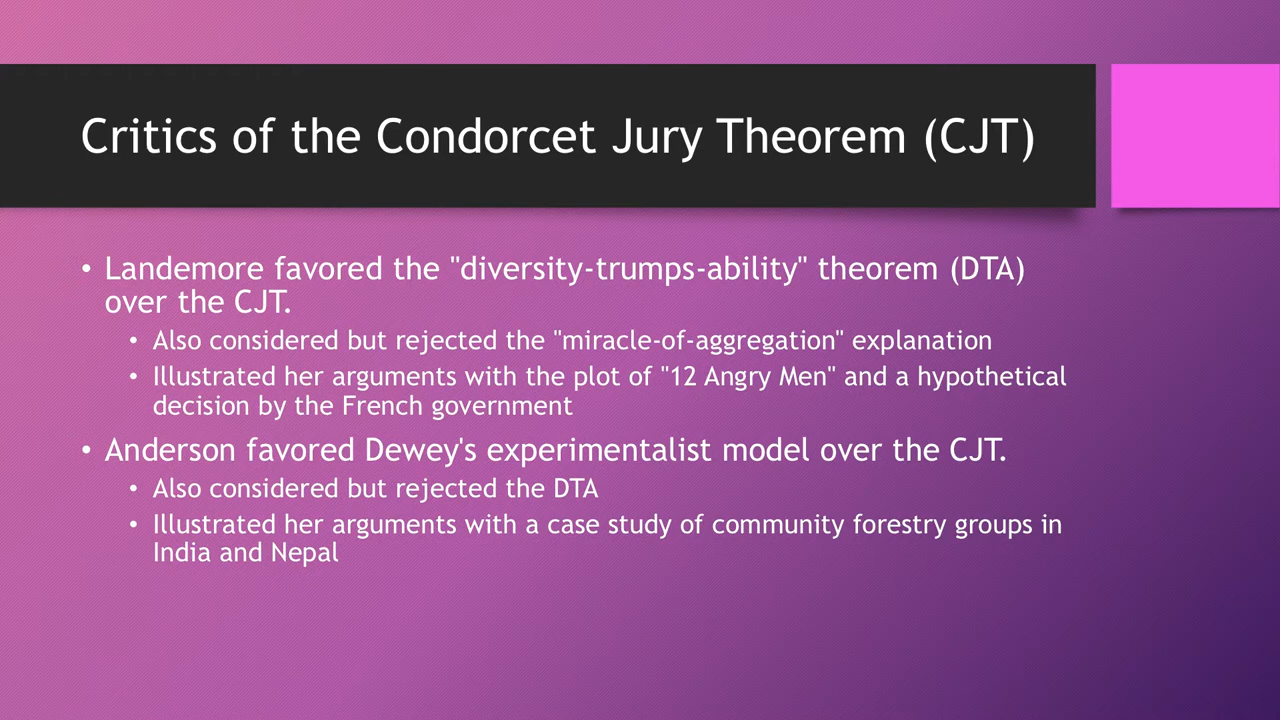 Critics of the Condorcet Jury Theorem (CJT)
• Landemore favored the "diversity-trumps-ability" theorem (DTA)
over the CJT.
• Also considered but rejected the "miracle-of-aggregation" explanation
• Illustrated her arguments with the plot of "12 Angry Men" and a hypothetical
decision by the French government
• Anderson favored Dewey's experimentalist model over the CJT.
• Also considered but rejected the DTA
• Illustrated her arguments with a case study of community forestry groups in
India and Nepal